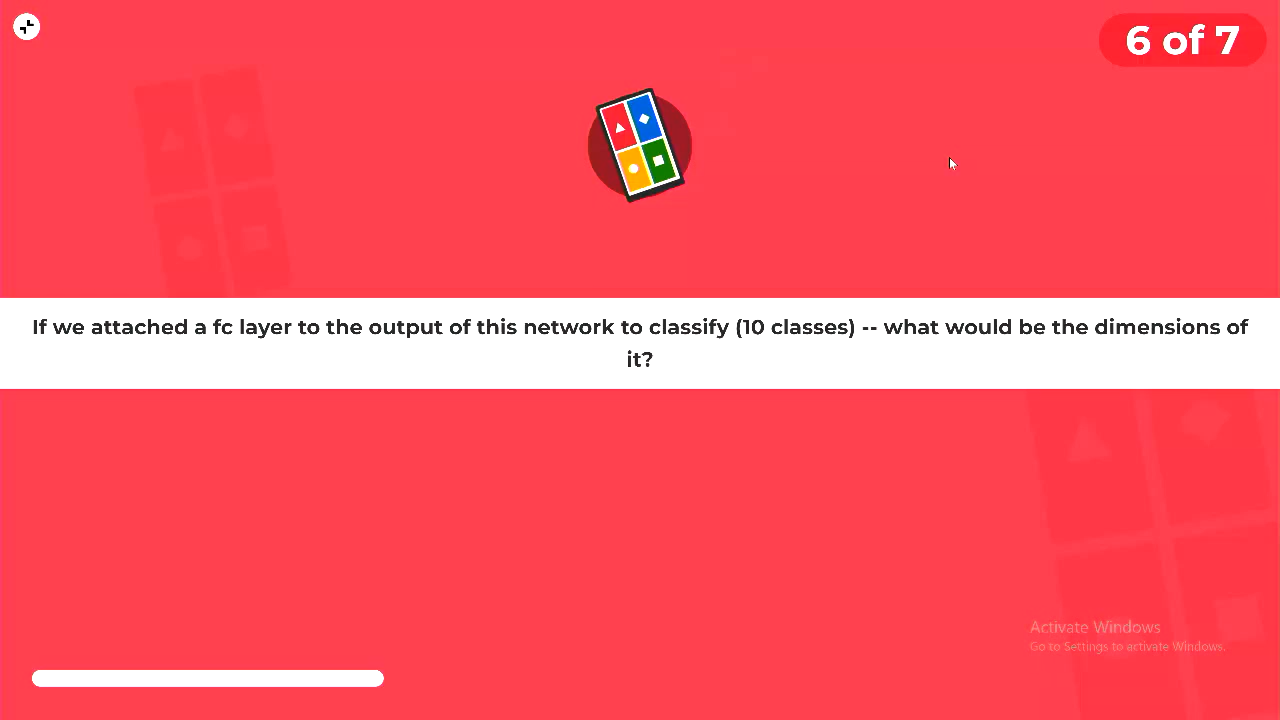 6 of 7
If we attached a fc layer to the output of this network to classify (10 classes) -- what would be the dimensions of
it?
Activate Windows
Go to Settings to activate Windows.